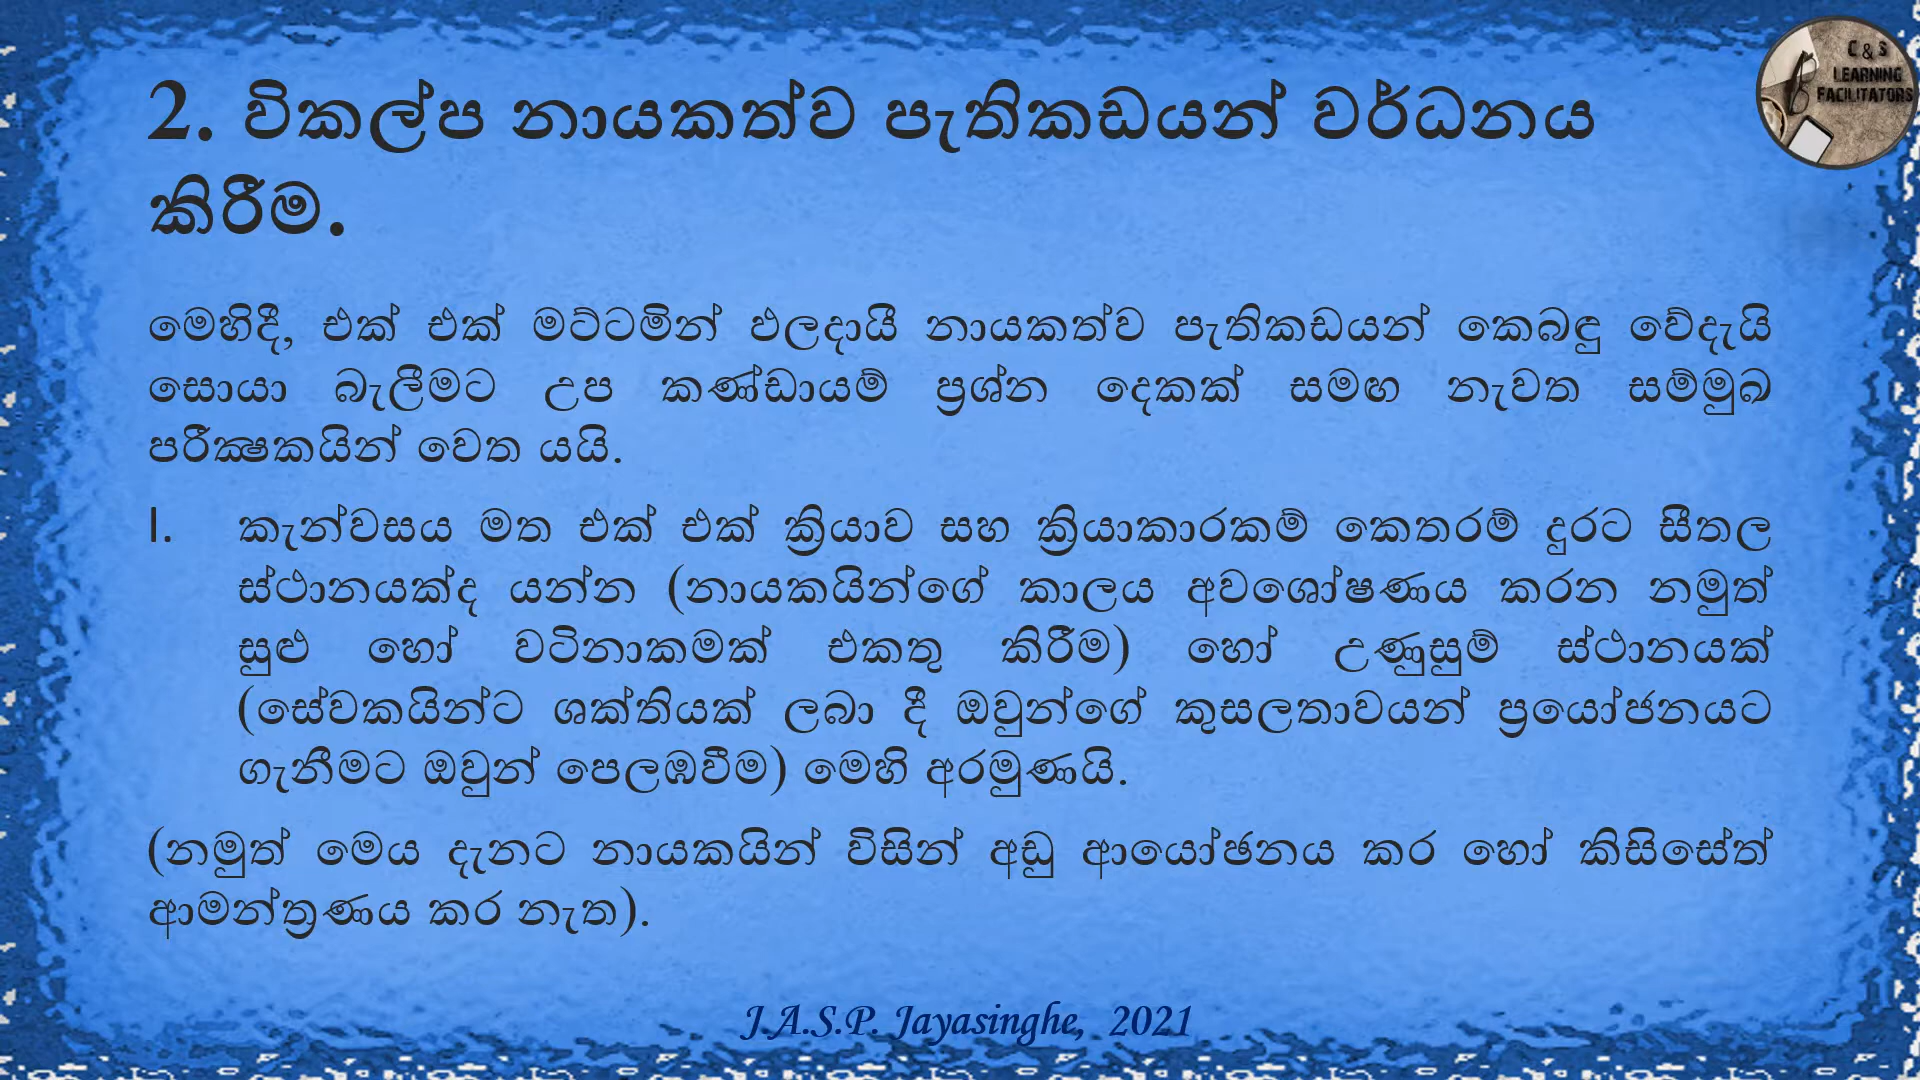 2. විකල්ප නායකත්ව පැතිකඩයන් වර්ධනය
කිරීම.
C & S
LEARNING
FACILITATORS
මෙහිදී, එක් එක් මට්ටමින් ඵලදායී නායකත්ව පැතිකඩයන් කෙබඳු වේදැයි
සොයා බැලීමට උප කණ්ඩායම් ප්‍රශ්න දෙකක් සමඟ නැවත සම්මුඛ
පරීක්‍ෂකයින් වෙත යයි.
I. කැන්වසය මත එක් එක් ක්‍රියාව සහ ක්‍රියාකාරකම් කෙතරම් දුරට සීතල
ස්ථානයක්ද යන්න (නායකයින්ගේ කාලය අවශෝෂණය කරන නමුත්
සුළු හෝ වටිනාකමක් එකතු කිරීම) හෝ උණුසුම් ස්ථානයක්
(සේවකයින්ට ශක්තියක් ලබා දී ඔවුන්ගේ කුසලතාවයන් ප්‍රයෝජනයට
ගැනීමට ඔවුන් පෙලඹවීම) මෙහි අරමුණයි.
(නමුත් මෙය දැනට නායකයින් විසින් අඩු ආයෝඡනය කර හෝ කිසිසේත්
ආමන්ත්‍රණය කර නැත).
J.A.S.P. Jayasinghe, 2021